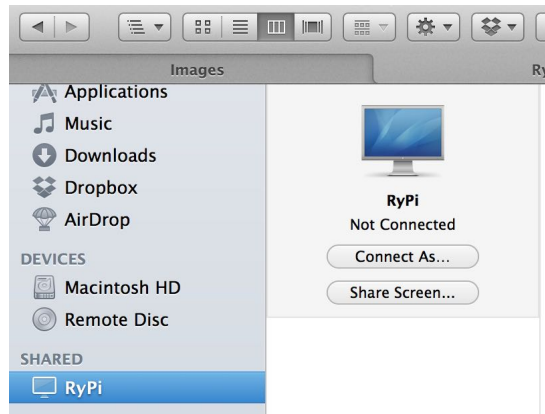 Images
Ry
Applications
Music
Downloads
Dropbox
AirDrop
DEVICES
Macintosh HD
Remote Disc
SHARED
RyPi
RyPi
Not Connected
Connect As...
Share Screen...